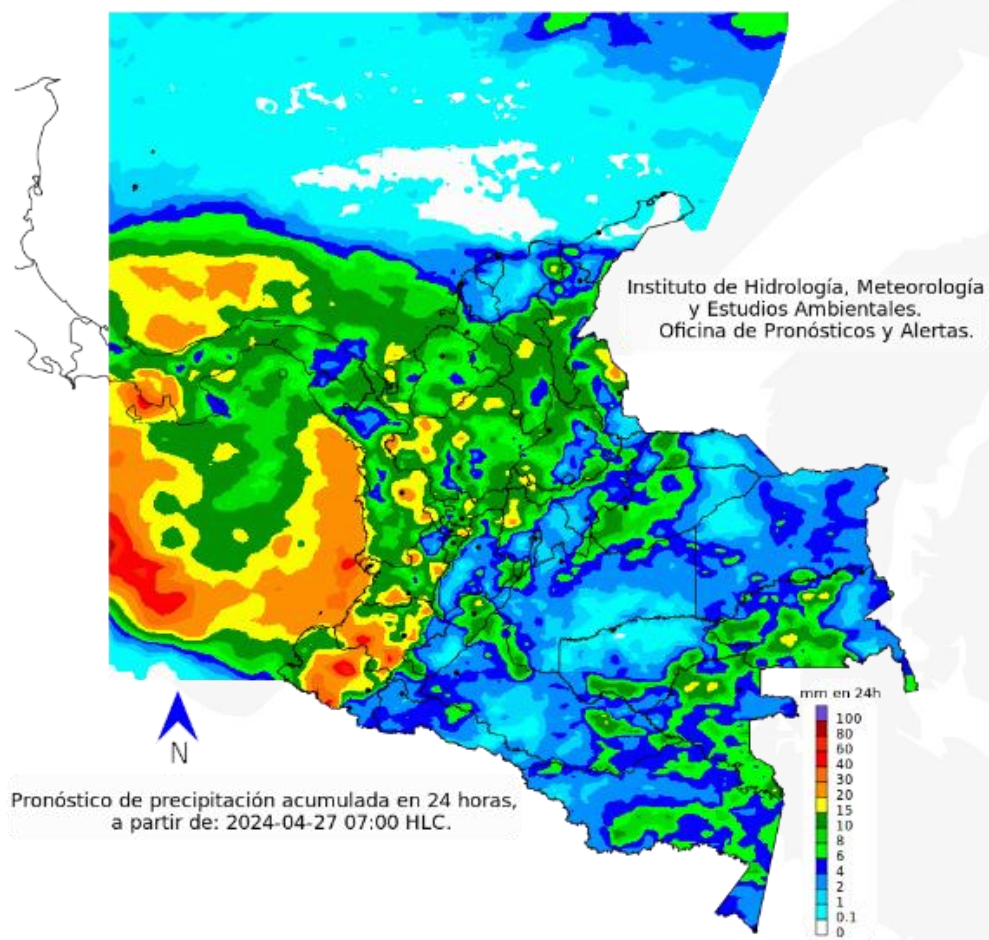 Instituto de Hidrología, Meteorología
y Estudios Ambientales.
Oficina de Pronósticos y Alertas.
mm en 24h
100
80
60
40
30
20
15
10
8
6
4
2
1
0.1
0
N
Pronóstico de precipitación acumulada en 24 horas,
a partir de: 2024-04-27 07:00 HLC.